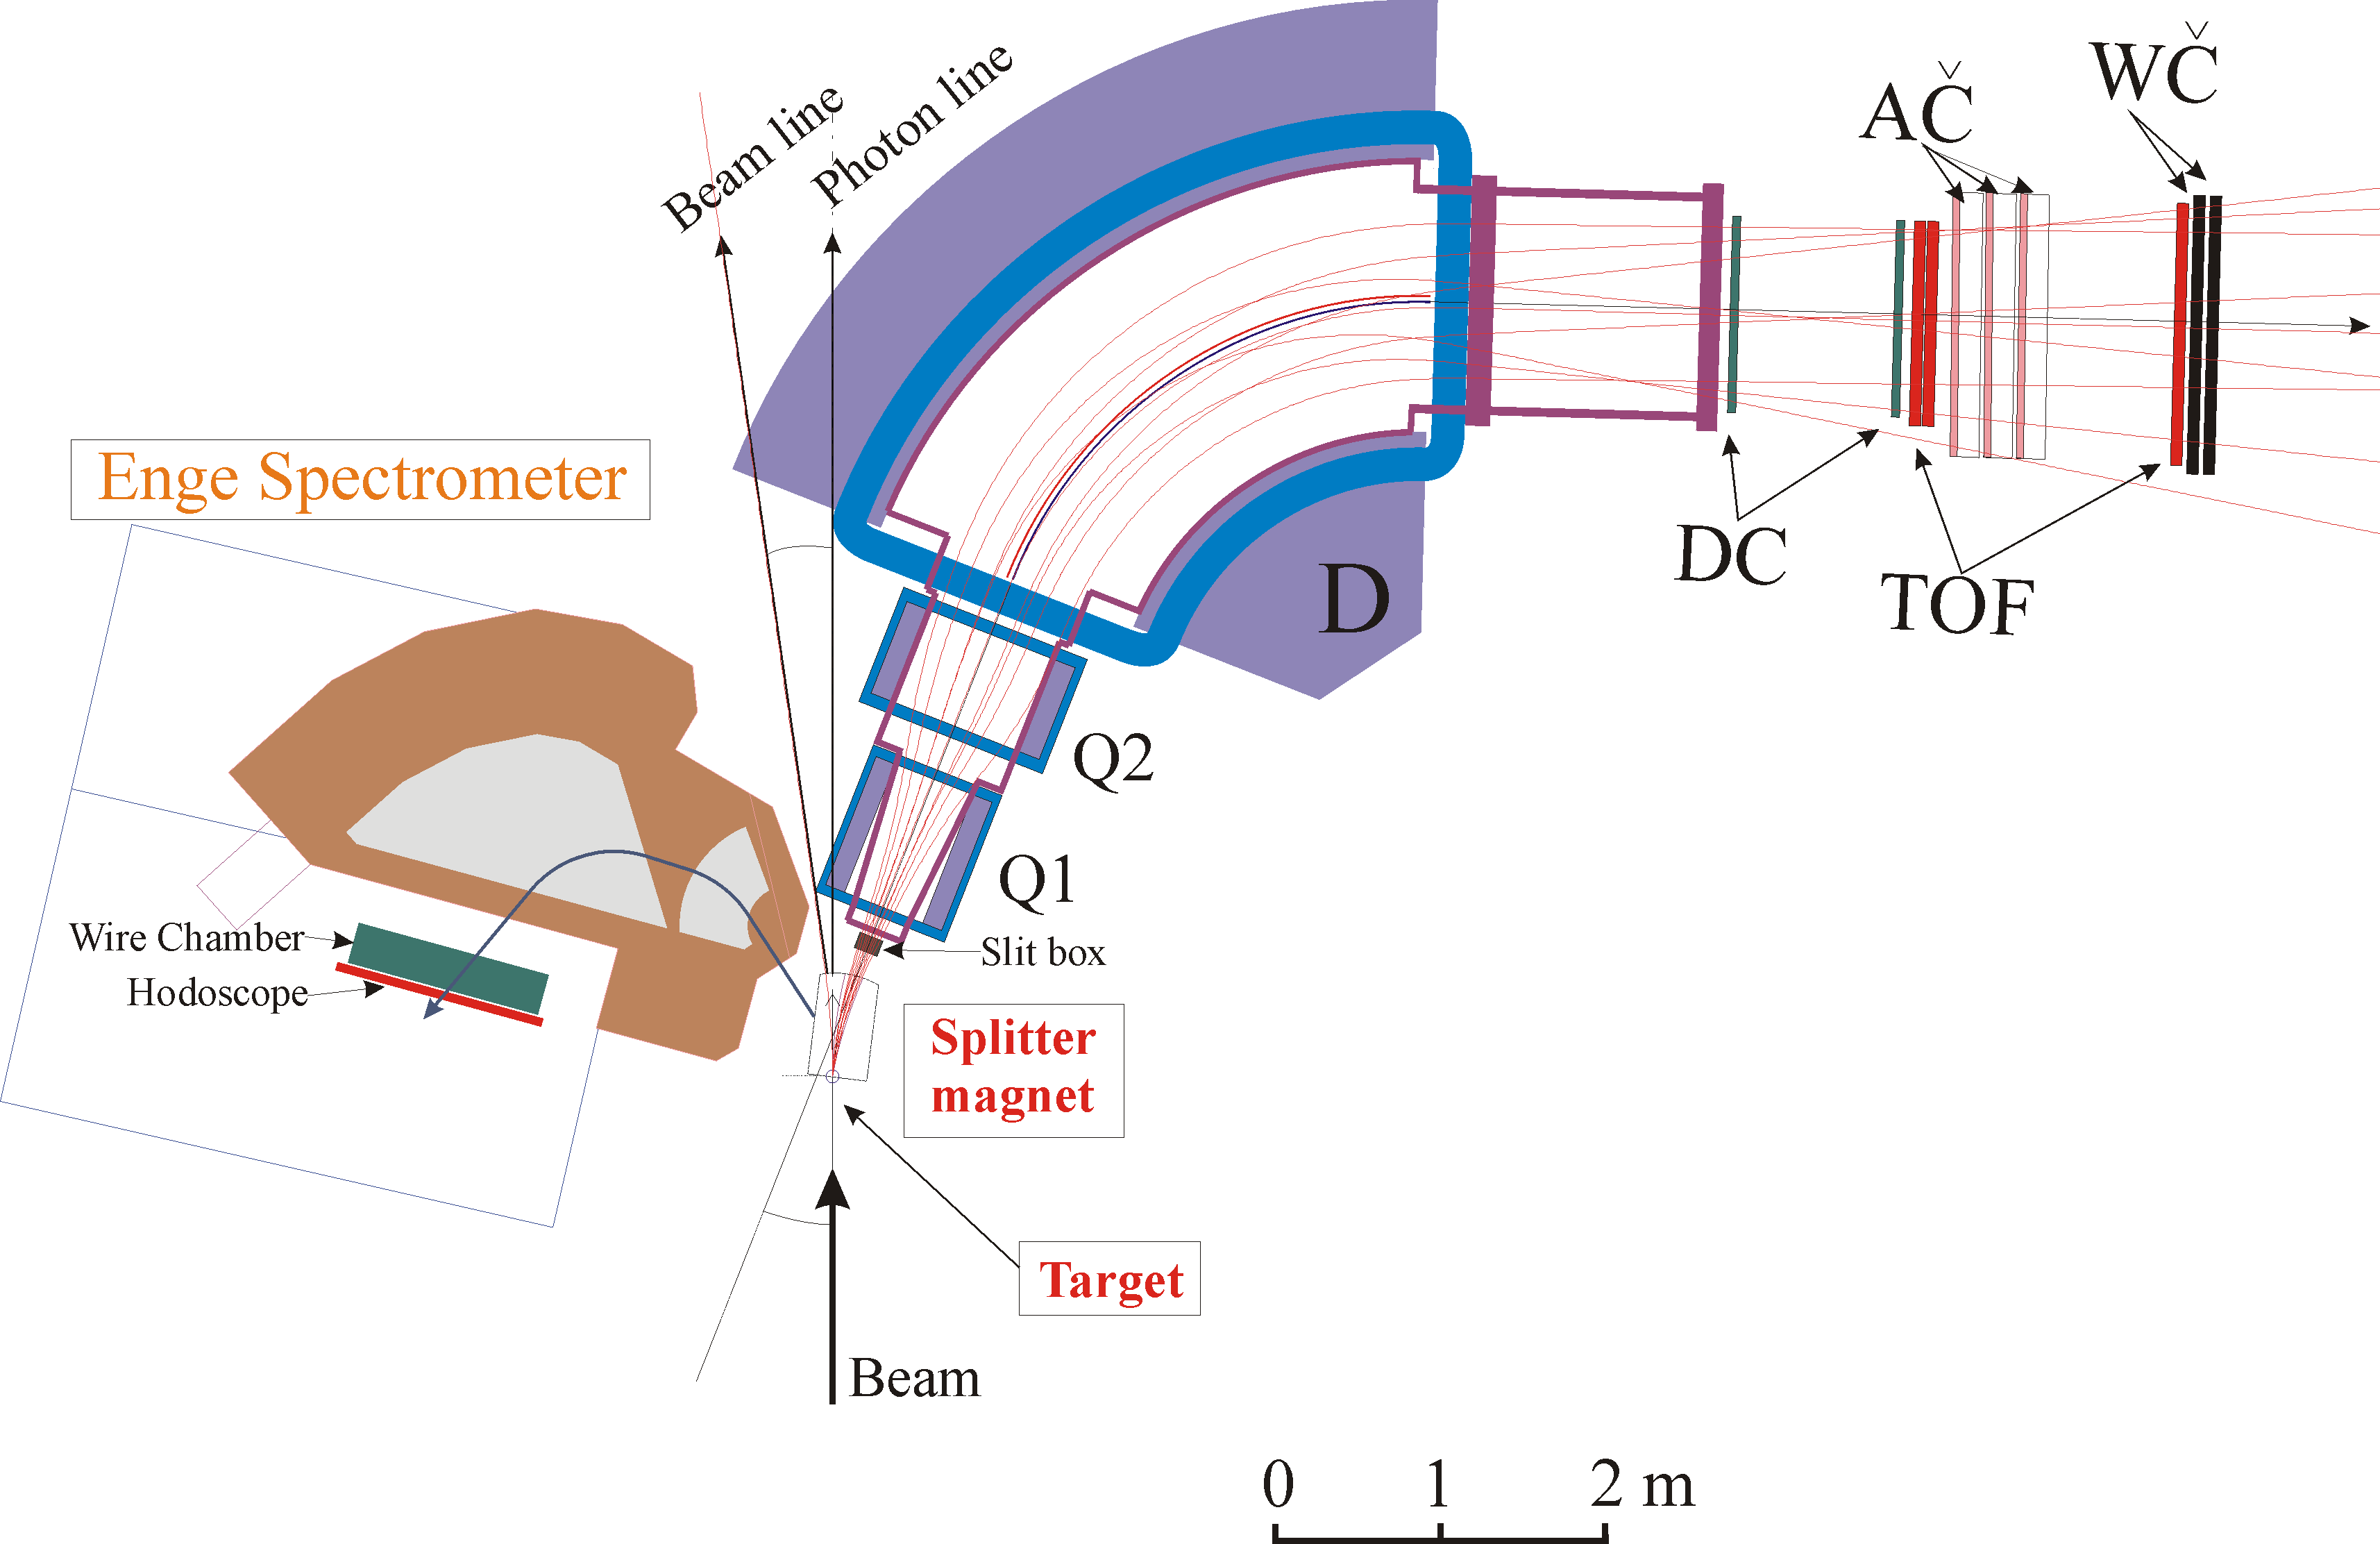 Beam line
Photon line
AČ
WČ
Enge Spectrometer
D
DC
TOF
Q2
Q1
Wire Chamber
Hodoscope
Slit box
Splitter
magnet
Target
Beam
0 1 2 m